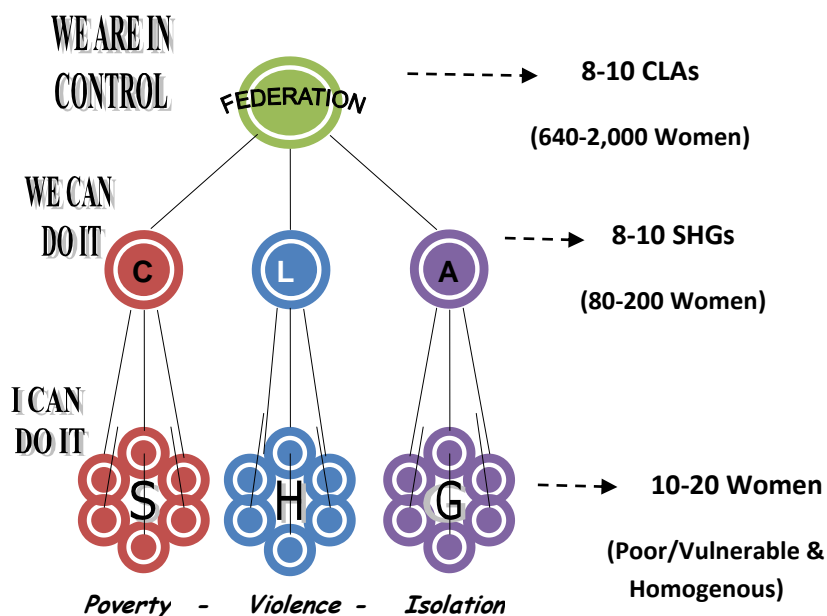 WE ARE IN
CONTROL
FEDERATION
8-10 CLAs
(640-2,000 Women)
WE CAN
DO IT
C L A
8-10 SHGs
(80-200 Women)
I CAN
DO IT
S H G
10-20 Women
(Poor/Vulnerable &
Homogenous)
Poverty - Violence - Isolation